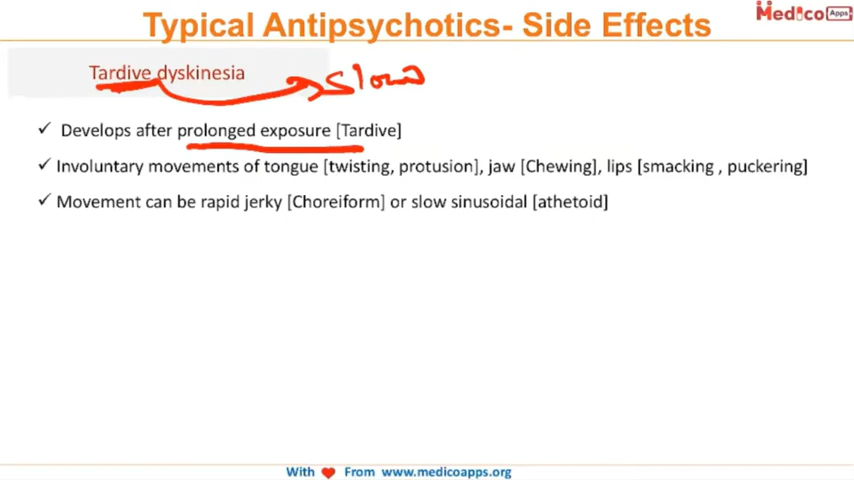 Typical Antipsychotics- Side Effects
Medico Apps
Tardive dyskinesia
slow
✓ Develops after prolonged exposure [Tardive]
✓ Involuntary movements of tongue [twisting, protusion], jaw [Chewing], lips [smacking , puckering]
✓ Movement can be rapid jerky [Choreiform] or slow sinusoidal [athetoid]
With ❤ From www.medicoapps.org